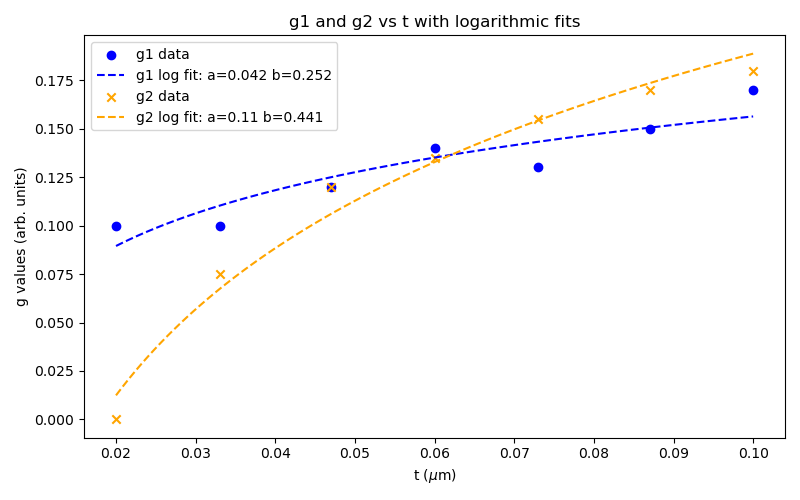 g1 and g2 vs t with logarithmic fits
g1 data
g1 log fit: a=0.042 b=0.252
g2 data
g2 log fit: a=0.11 b=0.441
g values (arb. units)
0.175
0.150
0.125
0.100
0.075
0.050
0.025
0.000
0.02 0.03 0.04 0.05 0.06 0.07 0.08 0.09 0.10
t (μm)